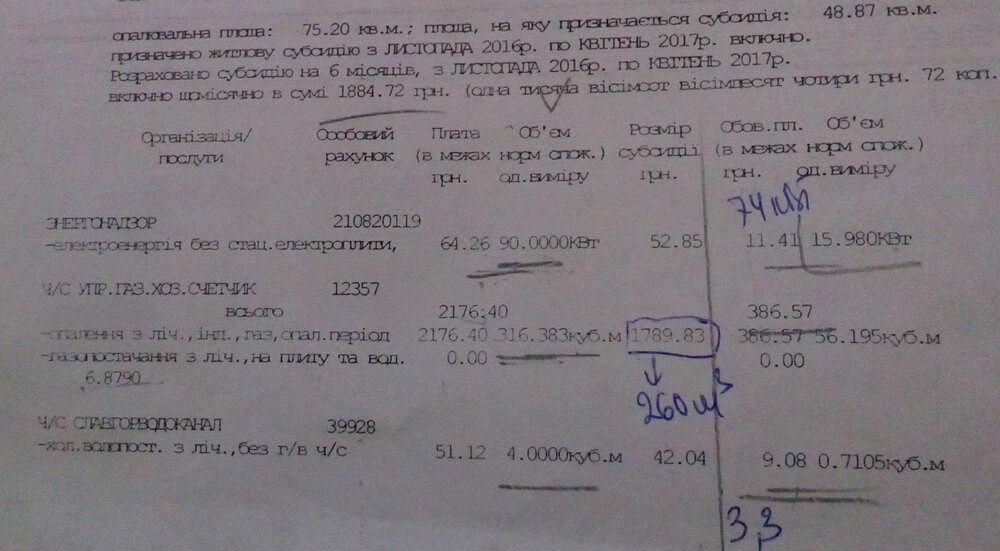 опалювальна площа: 75.20 кв.м.; площа, на яку призначається субсидія: 48.87 кв.м.
призначено житлову субсидію з ЛИСТОПАДА 2016р. по КВІТЕНЬ 2017р. включно.
Розраховано субсидію на 6 місяців, з ЛИСТОПАДА 2016р. по КВІТЕНЬ 2017р.
включно щомісячно в сумі 1884.72 грн. (одна тисяча вісімсот вісімдесят чотири грн. 72 коп.
Організація/ Особовий Плата Об'єм Розмір Обов.пл. Об'єм
послуги рахунок (в межах норм спож.) субсидії (в межах норм спож.)
грн. од.виміру грн. грн. од.виміру
74 кВт
ЭНЕРГОНАДЗОР 210820119
-електроенергія без стац.електроплити, 64.26 90.0000КВт 52.85 11.41 15.980КВт
Ч/С УПР.ГАЗ.ХОЗ.СЧЕТЧИК 12357
всього 2176.40 386.57
-опалення з ліч.,інд.,газ,опал.період 2176.40 316.383куб.м 1789.83 386.57 56.195куб.м
-газопостачання з ліч.,на плиту та вод. 0.00 0.00
6.8790
260 м³
Ч/С СЛАВГОРВОДОКАНАЛ 39928
-хол.водопост. з ліч.,без г/в ч/с 51.12 4.0000куб.м 42.04 9.08 0.7105куб.м
3,3